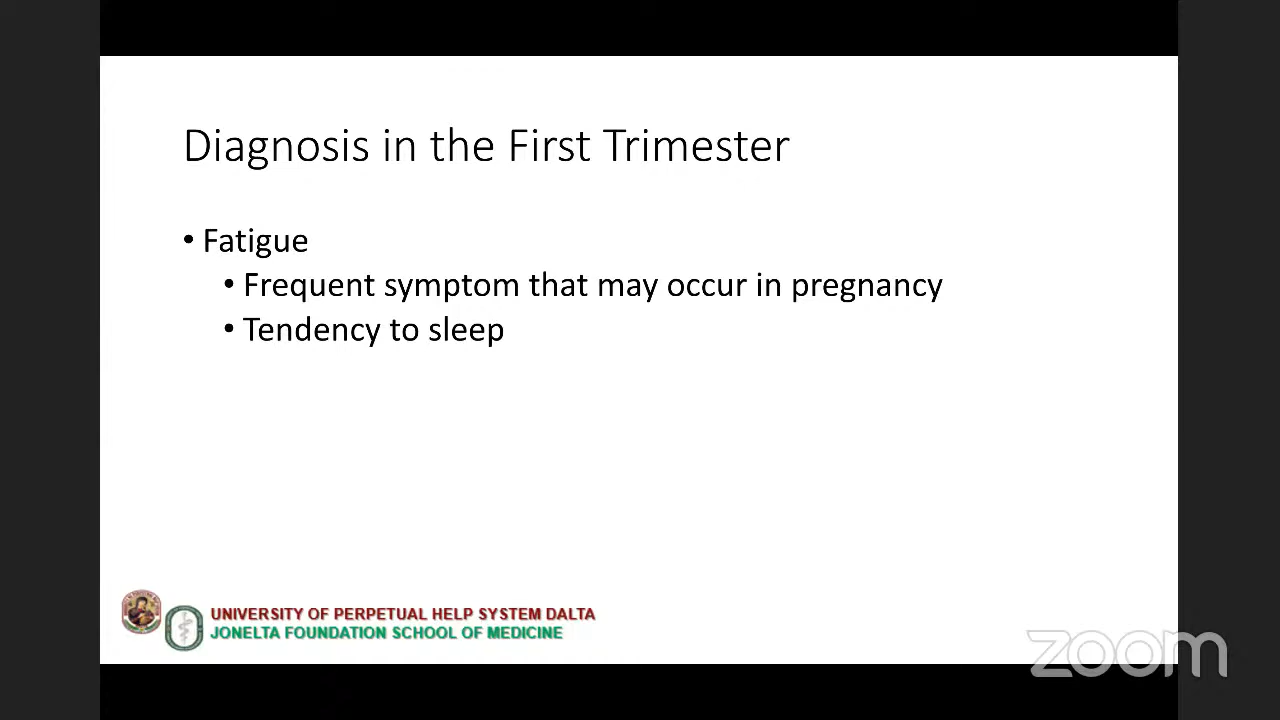 Diagnosis in the First Trimester
• Fatigue
• Frequent symptom that may occur in pregnancy
• Tendency to sleep
UNIVERSITY OF PERPETUAL HELP SYSTEM DALTA
JONELTA FOUNDATION SCHOOL OF MEDICINE
zoom